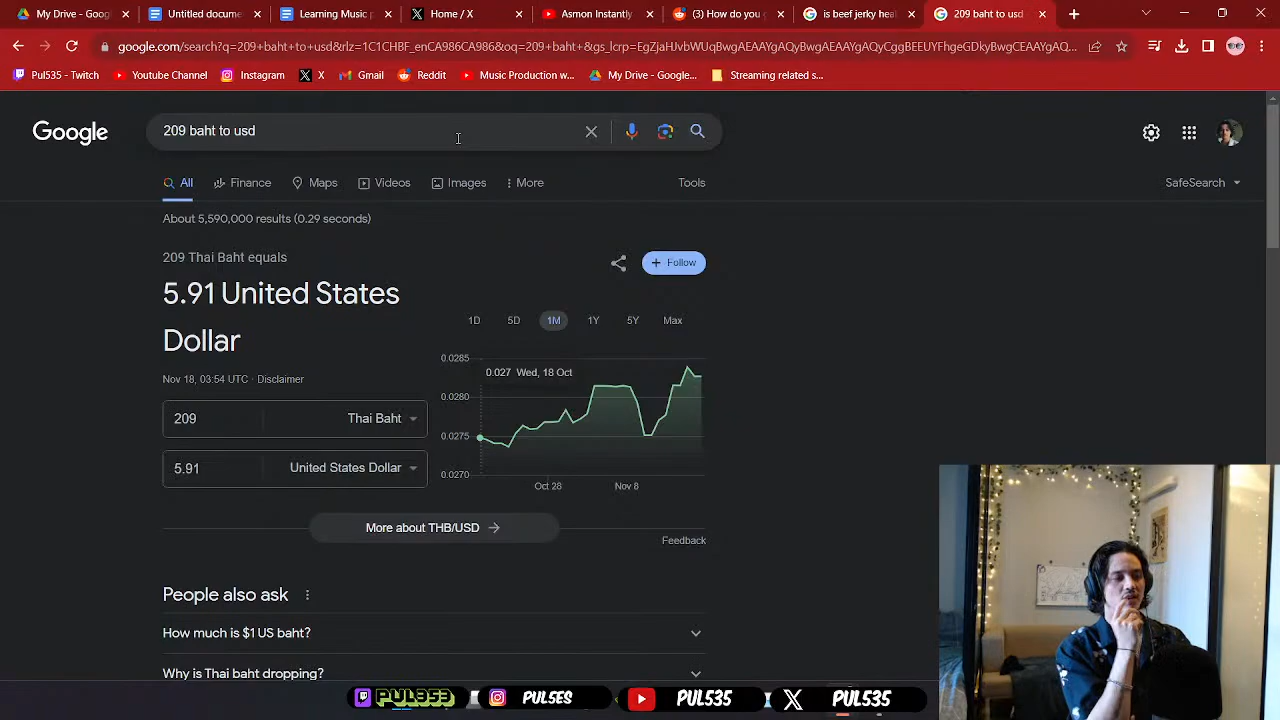 My Drive - Goog
Untitled docume
Learning Music p
Home / X
Asmon Instantly
(3) How do you g
is beef jerky hea
209 baht to usd
google.com/search?q=209+baht+to+usd&rlz=1C1CHBF_enCA986CA986&oq=209+baht+&gs_lcrp=EgZjaHJvbWUqBwgAEAAYgAQyBwgAEAAYgAQyCggBEEUYFhgeGDkyBwgCEAAYgAQ...
Pul535 - Twitch
Youtube Channel
Instagram
X
Gmail
Reddit
Music Production w...
My Drive - Google...
Streaming related s...
Google
209 baht to usd
All
Finance
Maps
Videos
Images
More
Tools
SafeSearch
About 5,590,000 results (0.29 seconds)
209 Thai Baht equals
Follow
5.91 United States
Dollar
1D 5D 1M 1Y 5Y Max
Nov 18, 03:54 UTC · Disclaimer
0.0285
0.027 Wed, 18 Oct
0.0280
0.0275
0.0270
Oct 28
Nov 8
209
Thai Baht
5.91
United States Dollar
More about THB/USD
Feedback
People also ask
How much is $1 US baht?
Why is Thai baht dropping?
PUL353
PUL5ES
PUL535
PUL535